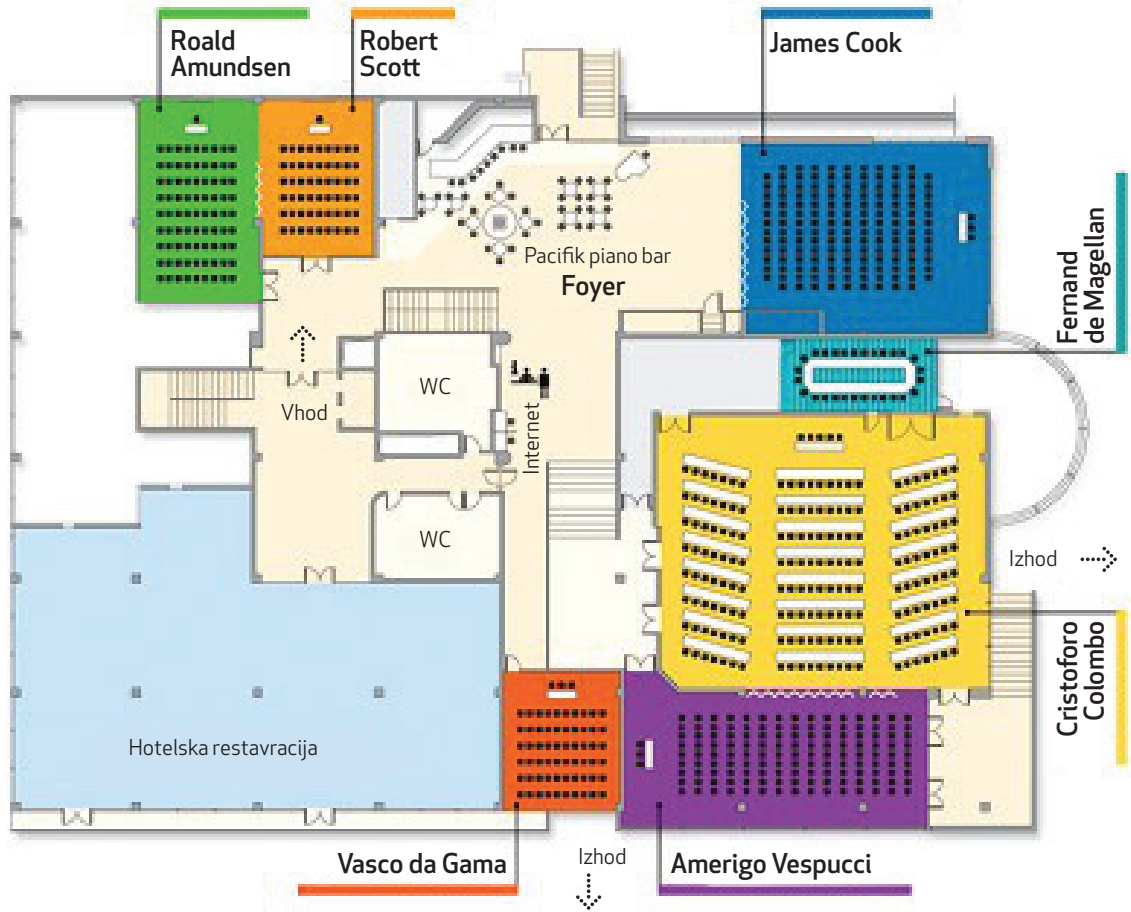 Roald
Amundsen
Robert
Scott
James Cook
Fernand
de Magellan
Pacifik piano bar
Foyer
WC
Vhod
Internet
WC
Izhod
Cristoforo
Colombo
Hotelska restavracija
Vasco da Gama
Izhod
Amerigo Vespucci